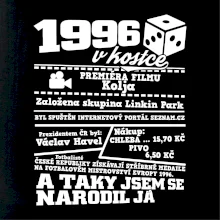 1996
v kostce
PREMIÉRA FILMU
Kolja
Založena skupina Linkin Park
BYL SPUŠTĚN INTERNETOVÝ PORTÁL SEZNAM.CZ
Prezidentem ČR byl:
Václav Havel
Nákup:
CHLEBA ... 15,70 KČ
PIVO
6,50 KČ
Fotbalisté
ČESKÉ REPUBLIKY ZÍSKÁVAJÍ STŘÍBRNÉ MEDAILE
NA FOTBALOVÉM MISTROVSTVÍ EVROPY 1996.
A TAKY JSEM SE
NARODIL JÁ